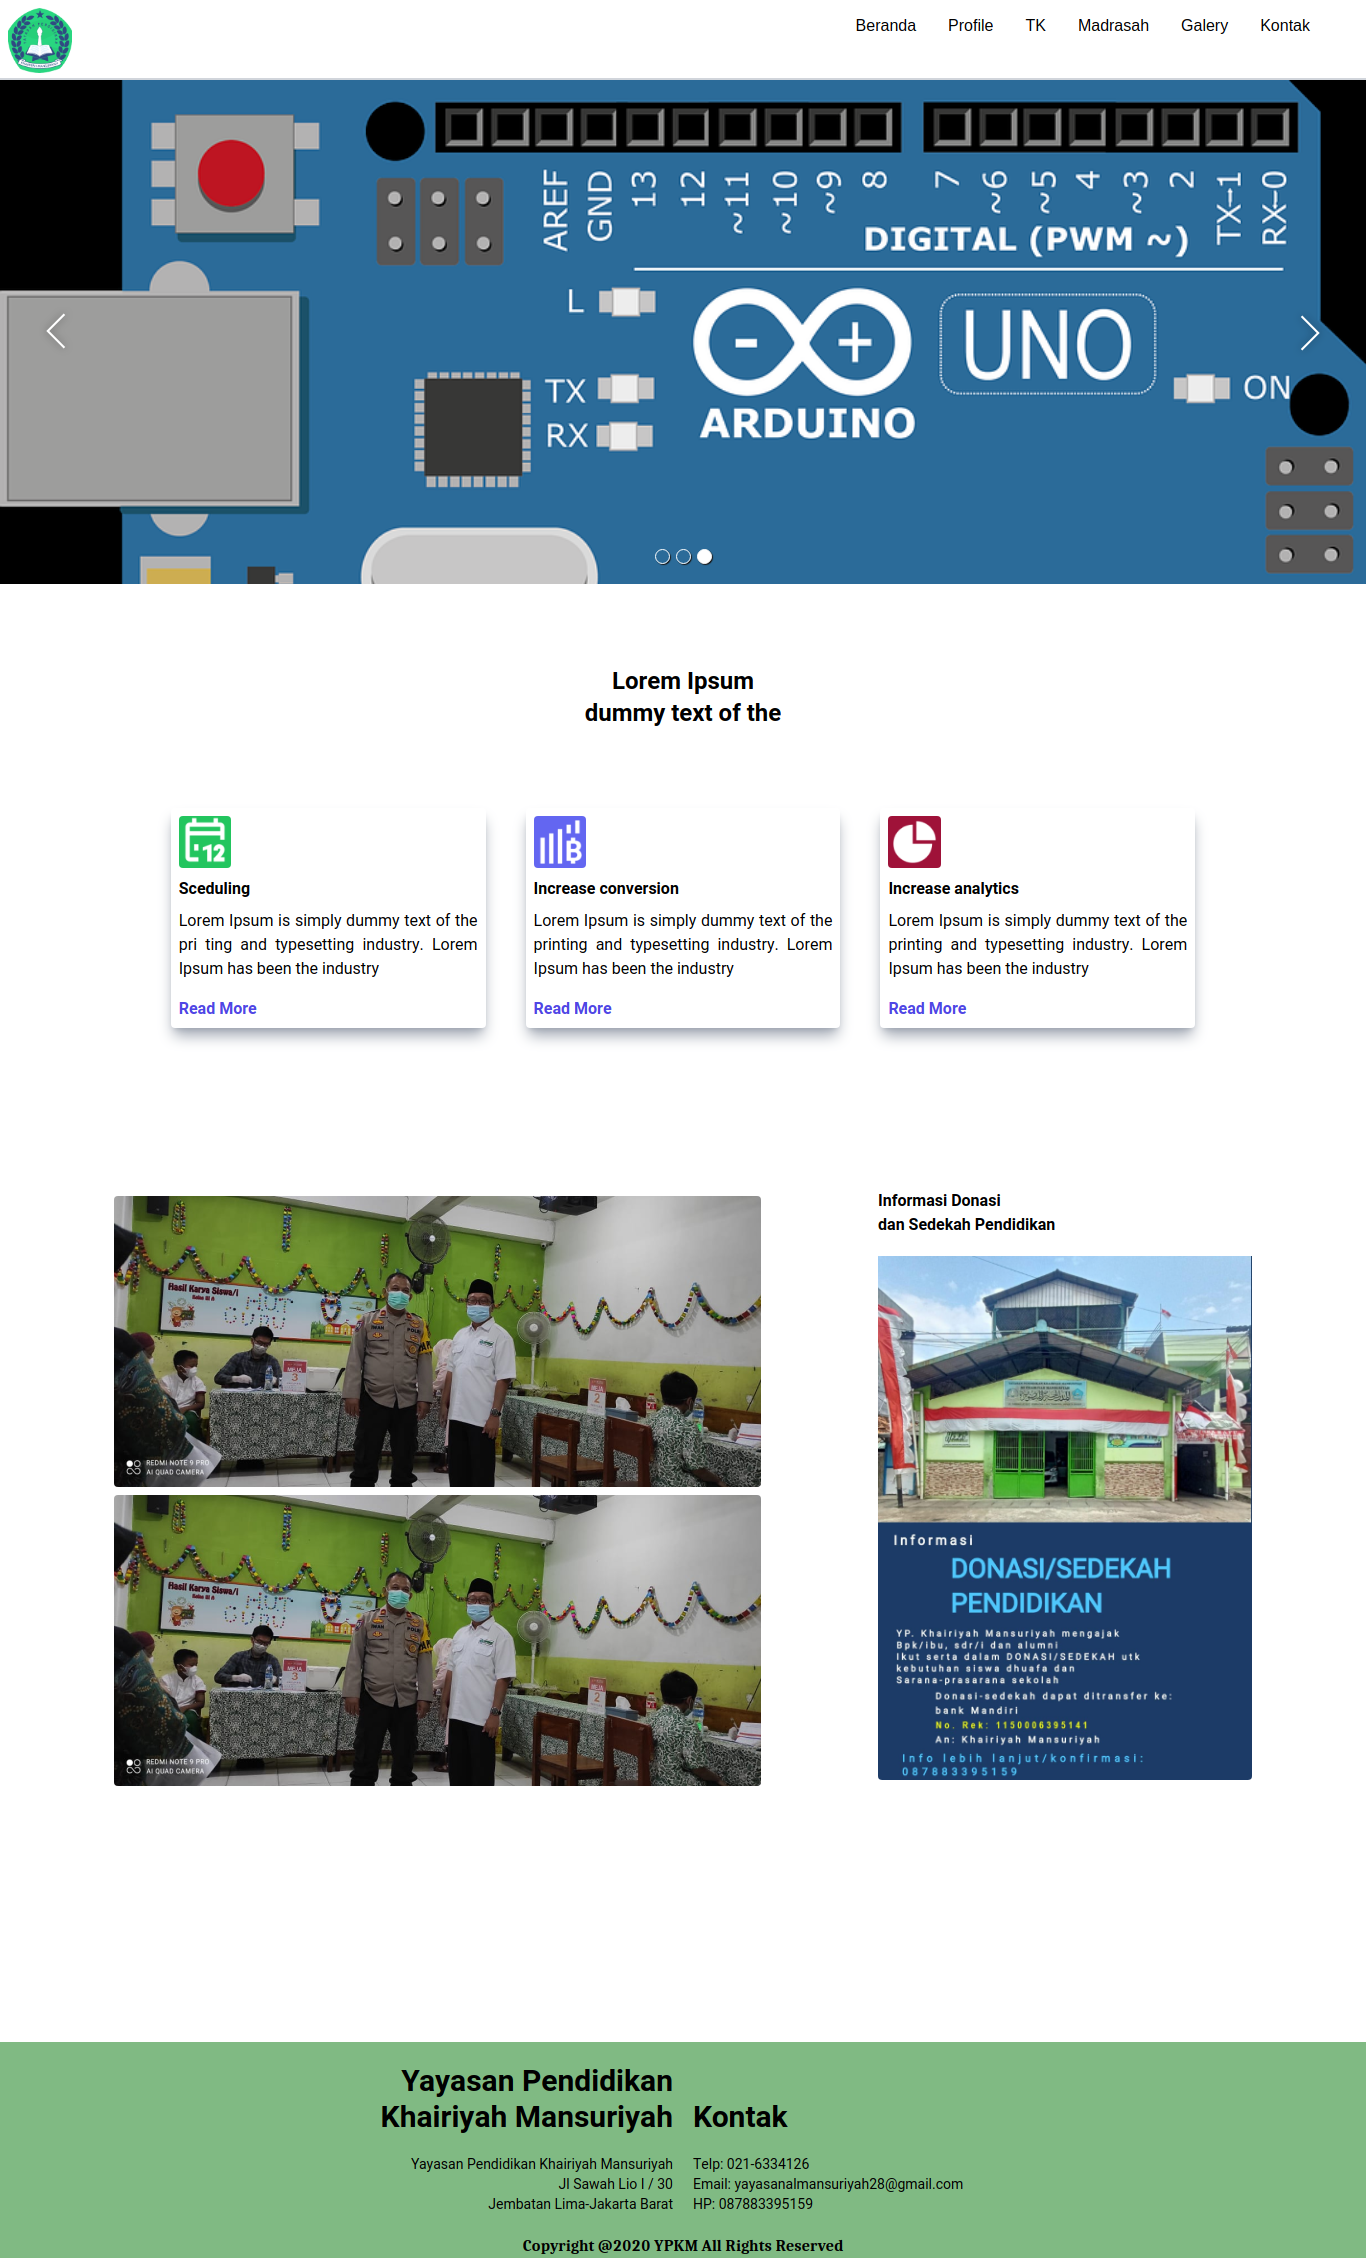 Beranda Profile TK Madrasah Galery Kontak
AREF GND 13 12 ~11 ~10 ~9 8 7 ~6 ~5 4 ~3 2 TX→1 RX←0
DIGITAL (PWM ~)
L
UNO
TX
ON
ARDUINO
RX
Lorem Ipsum
dummy text of the
12
Sceduling
Lorem Ipsum is simply dummy text of the
pri ting and typesetting industry. Lorem
Ipsum has been the industry
Read More
Increase conversion
Lorem Ipsum is simply dummy text of the
printing and typesetting industry. Lorem
Ipsum has been the industry
Read More
Increase analytics
Lorem Ipsum is simply dummy text of the
printing and typesetting industry. Lorem
Ipsum has been the industry
Read More
Hasil Karya Siswa/i
HUT
GURU
MEJA
3
2
REDMI NOTE 9 PRO
AI QUAD CAMERA
Hasil Karya Siswa/i
HUT
GURU
MEJA
3
2
REDMI NOTE 9 PRO
AI QUAD CAMERA
Informasi Donasi
dan Sedekah Pendidikan
Informasi
DONASI/SEDEKAH
PENDIDIKAN
YP. Khairiyah Mansuriyah mengajak
Bpk/ibu, sdr/i dan alumni
Ikut serta dalam DONASI/SEDEKAH utk
kebutuhan siswa dhuafa dan
Sarana-prasarana sekolah
Donasi-sedekah dapat ditransfer ke:
bank Mandiri
No. Rek: 1150006395141
An: Khairiyah Mansuriyah
Info lebih lanjut/konfirmasi:
087883395159
Yayasan Pendidikan
Khairiyah Mansuriyah
Yayasan Pendidikan Khairiyah Mansuriyah
Jl Sawah Lio I / 30
Jembatan Lima-Jakarta Barat
Kontak
Telp: 021-6334126
Email: yayasanalmansuriyah28@gmail.com
HP: 087883395159
Copyright @2020 YPKM All Rights Reserved